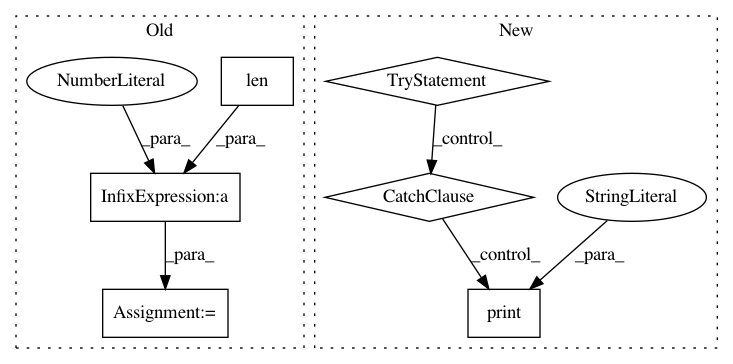 Old
New
NumberLiteral
len
TryStatement
_para_
_para_
_control_
InfixExpression:a
CatchClause
StringLiteral
_para_
_control_
_para_
Assignment:=
print